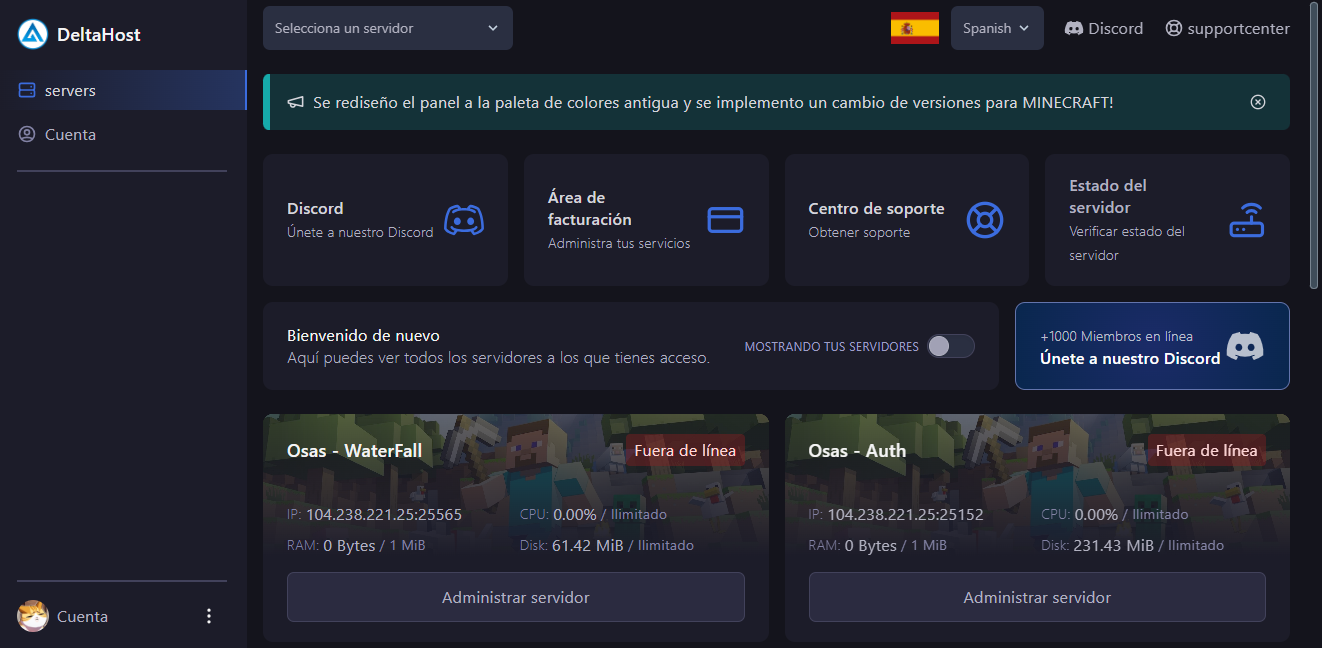 DeltaHost
servers
Cuenta
Cuenta
Selecciona un servidor
Spanish
Discord
supportcenter
Se rediseño el panel a la paleta de colores antigua y se implemento un cambio de versiones para MINECRAFT!
Discord
Únete a nuestro Discord
Área de
facturación
Administra tus servicios
Centro de soporte
Obtener soporte
Estado del
servidor
Verificar estado del
servidor
Bienvenido de nuevo
Aquí puedes ver todos los servidores a los que tienes acceso.
MOSTRANDO TUS SERVIDORES
+1000 Miembros en línea
Únete a nuestro Discord
Osas - WaterFall
Fuera de línea
IP: 104.238.221.25:25565
CPU: 0.00% / Ilimitado
RAM: 0 Bytes / 1 MiB
Disk: 61.42 MiB / Ilimitado
Administrar servidor
Osas - Auth
Fuera de línea
IP: 104.238.221.25:25152
CPU: 0.00% / Ilimitado
RAM: 0 Bytes / 1 MiB
Disk: 231.43 MiB / Ilimitado
Administrar servidor